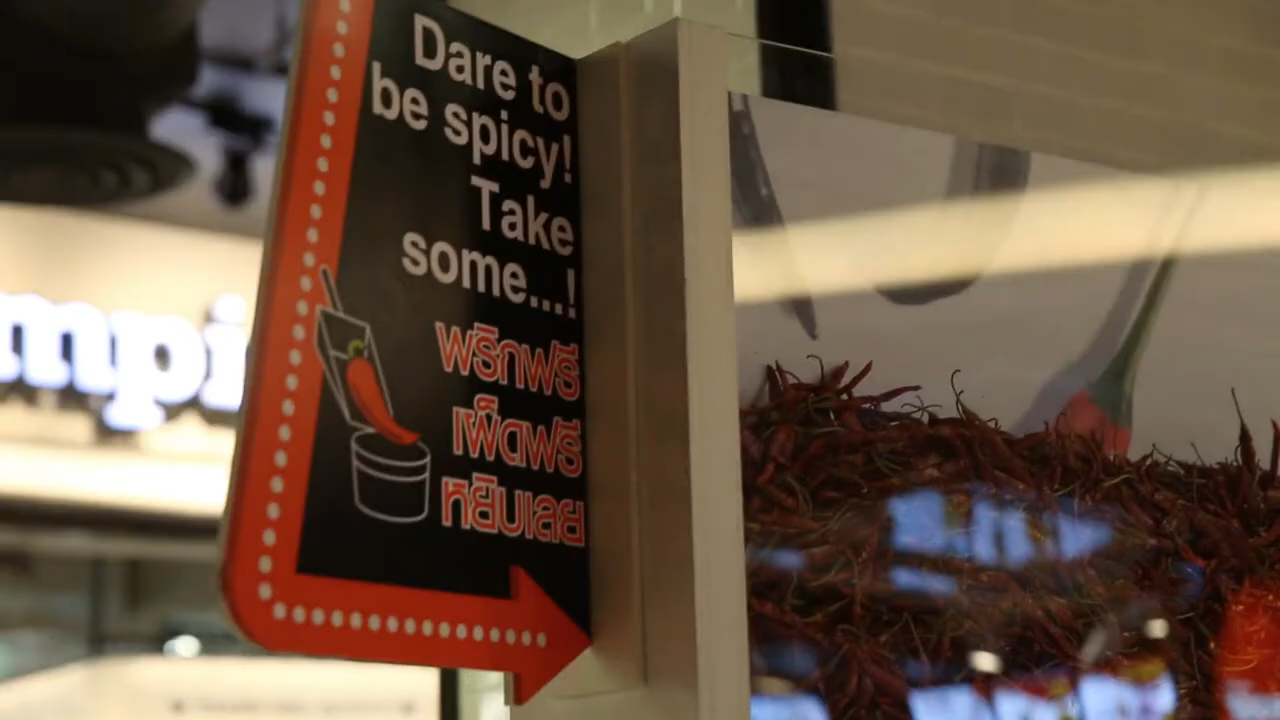 Dare to
be spicy!
Take
some...!
พริกฟรี
เผ็ดฟรี
หยิบเลย
mpi